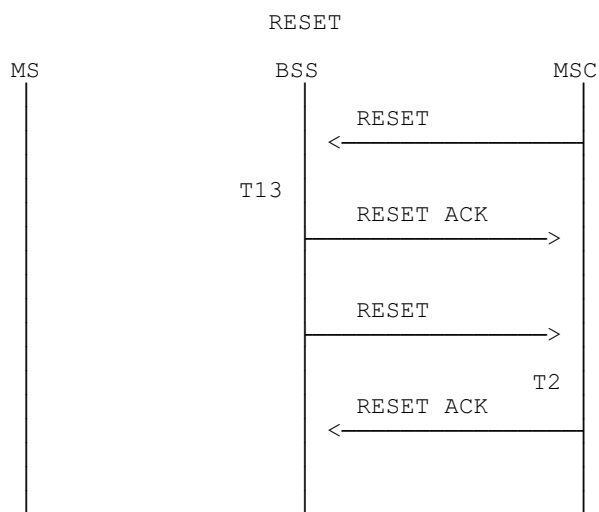 RESET
MS BSS MSC
RESET
T13
RESET ACK
RESET
T2
RESET ACK